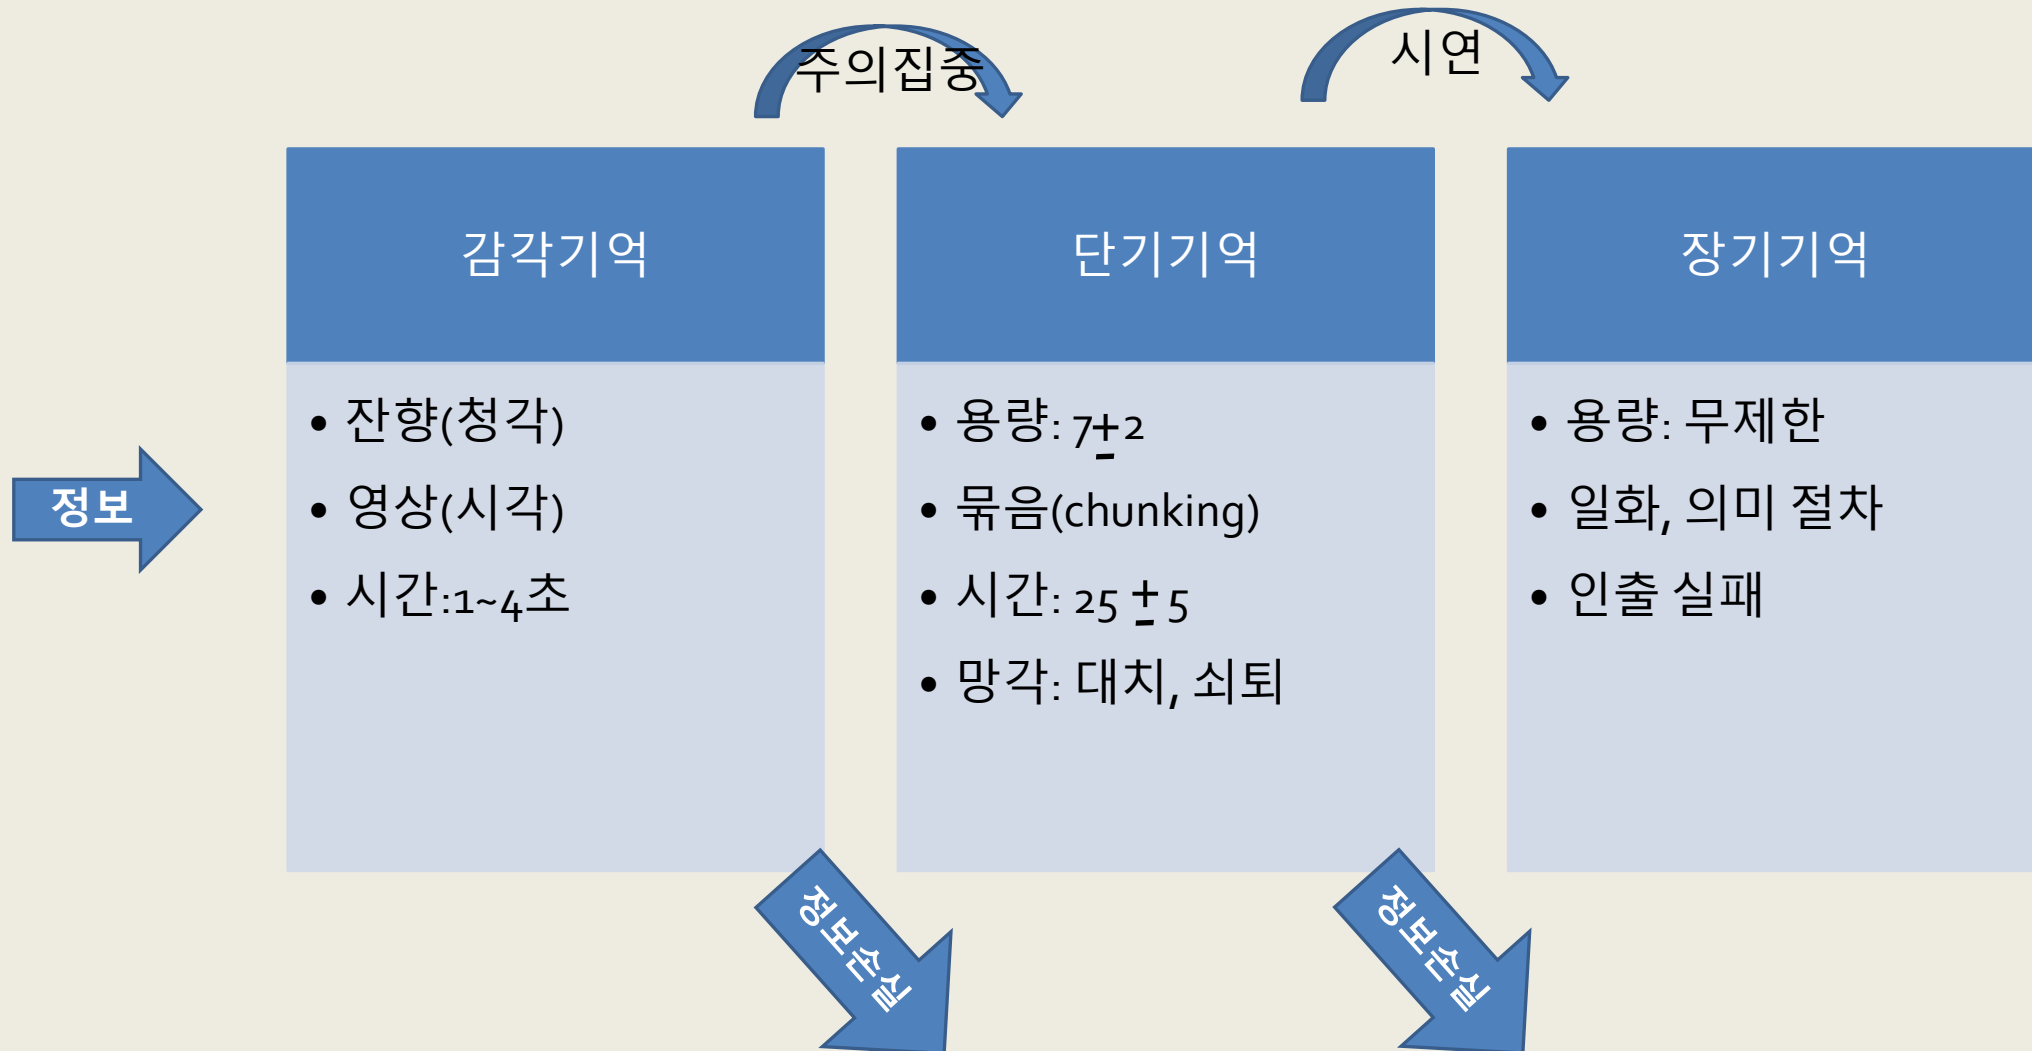 주의집중
시연
감각기억
단기기억
장기기억
정보
• 잔향(청각)
• 영상(시각)
• 시간:1~4초
• 용량: 7±2
• 묶음(chunking)
• 시간: 25 ± 5
• 망각: 대치, 쇠퇴
• 용량: 무제한
• 일화, 의미 절차
• 인출 실패
정보손실
정보손실